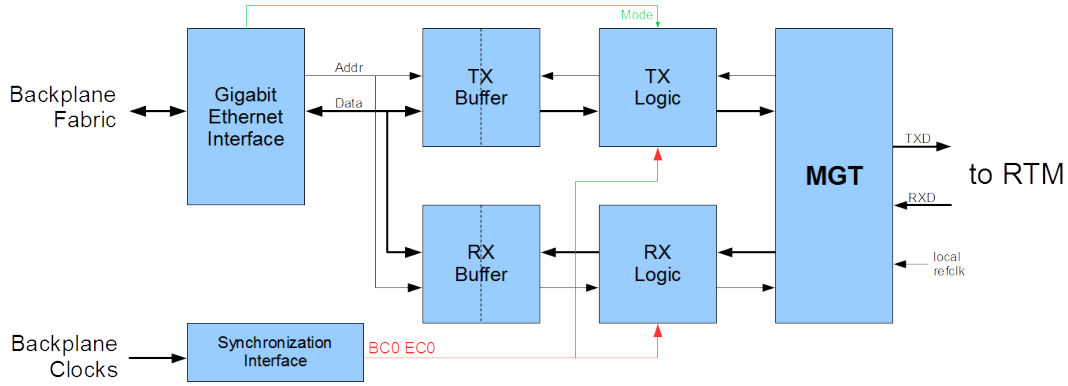 Mode
Backplane
Fabric
Gigabit
Ethernet
Interface
Addr
Data
TX
Buffer
TX
Logic
MGT
TXD
to RTM
RXD
RX
Buffer
RX
Logic
local
refclk
Backplane
Clocks
Synchronization
Interface
BC0 EC0